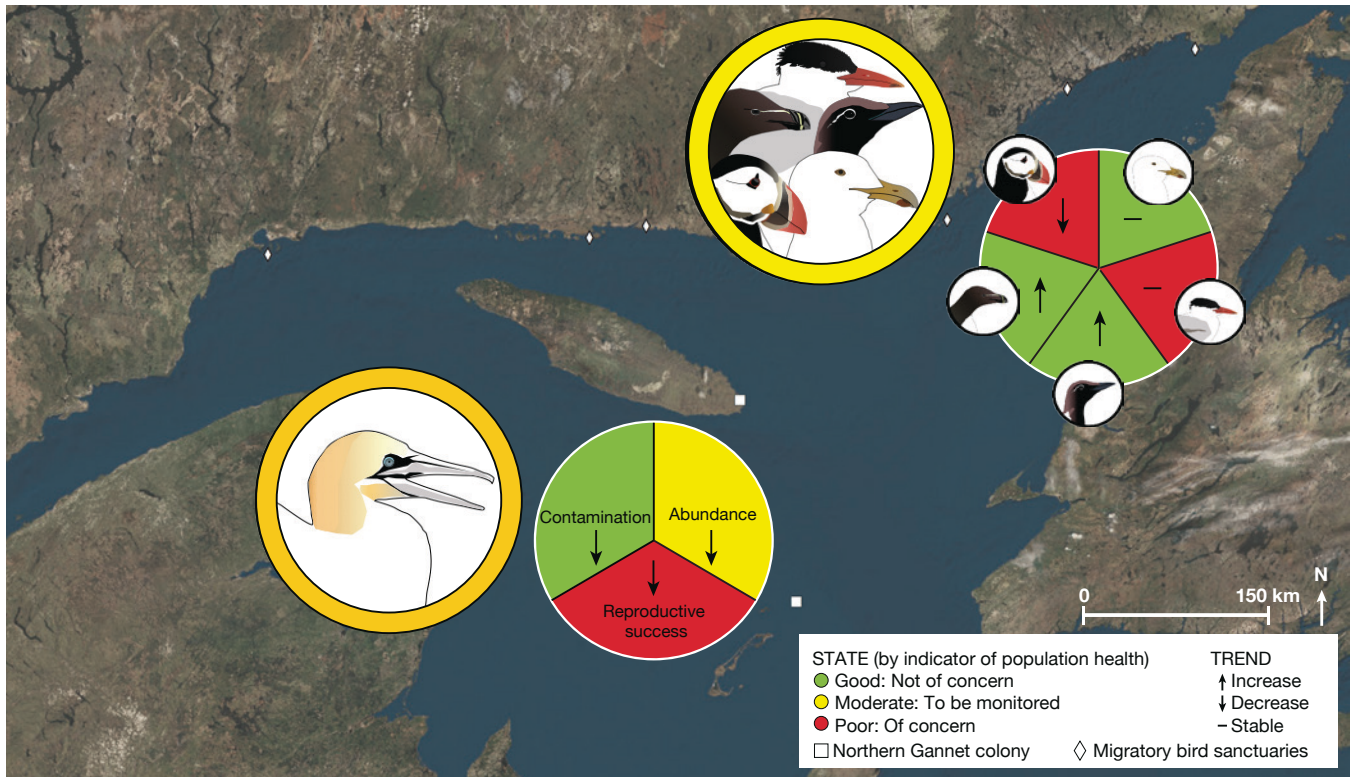 Contamination
Abundance
Reproductive
success
0 150 km
N
STATE (by indicator of population health)
Good: Not of concern
Moderate: To be monitored
Poor: Of concern
Northern Gannet colony
TREND
Increase
Decrease
Stable
Migratory bird sanctuaries